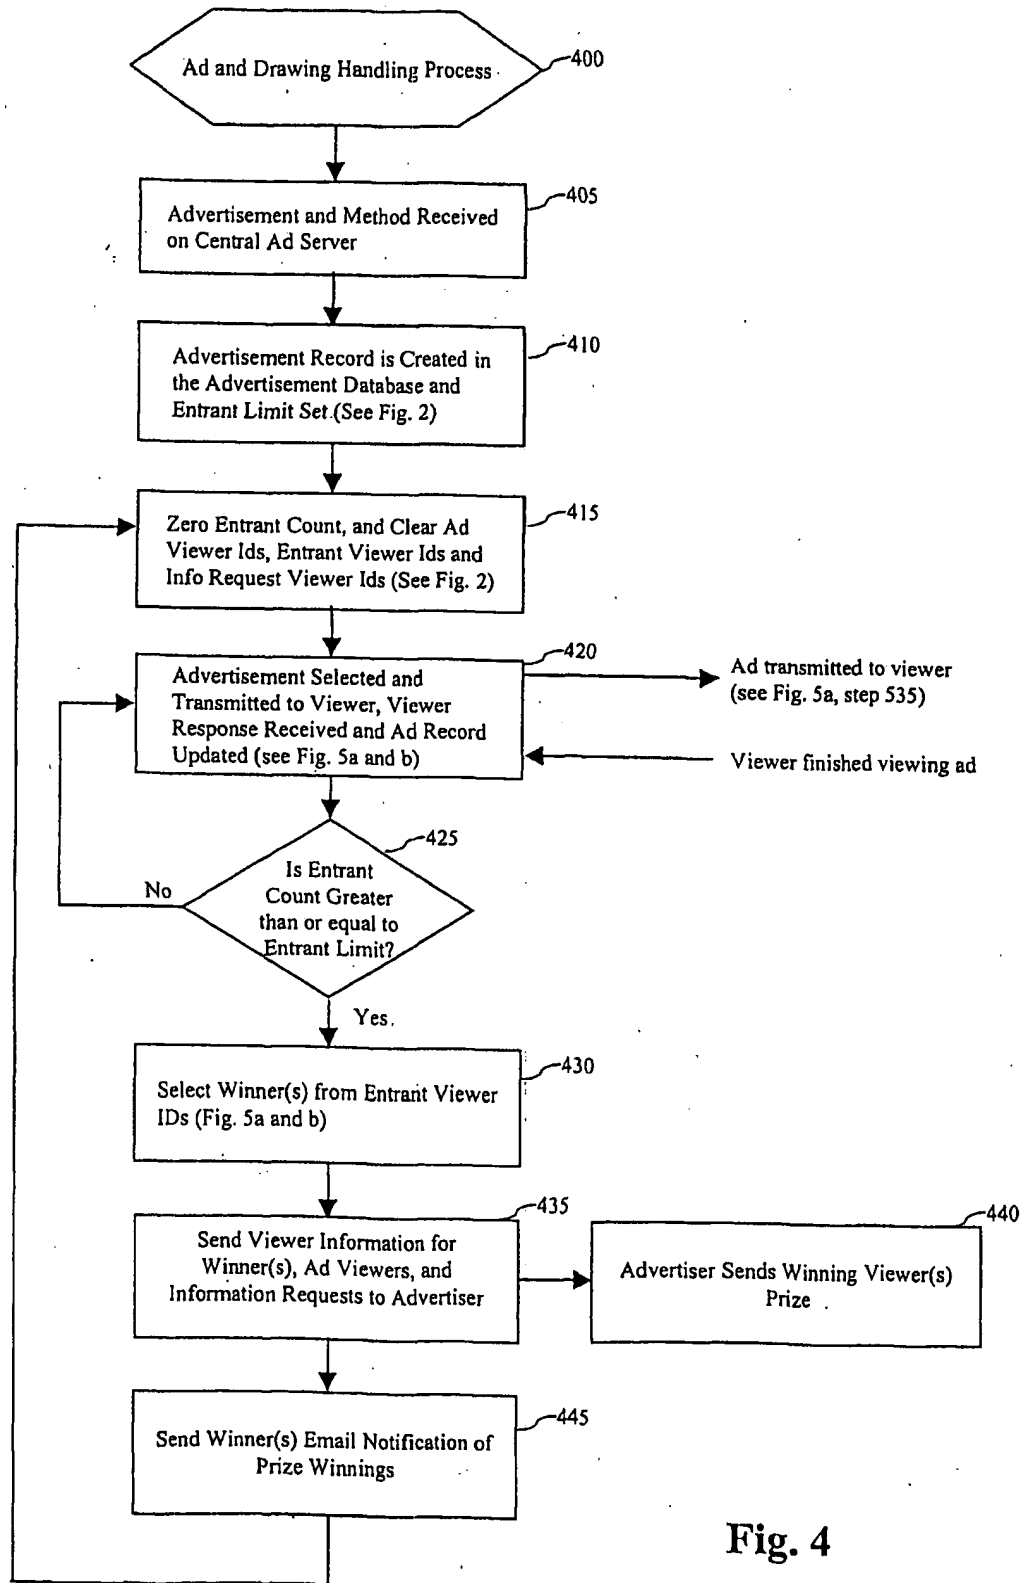 Ad and Drawing Handling Process
400
405
Advertisement and Method Received
on Central Ad Server
410
Advertisement Record is Created in
the Advertisement Database and
Entrant Limit Set.(See Fig. 2)
415
Zero Entrant Count, and Clear Ad
Viewer Ids, Entrant Viewer Ids and
Info Request Viewer Ids (See Fig. 2)
420
Advertisement Selected and
Transmitted to Viewer, Viewer
Response Received and Ad Record
Updated (see Fig. 5a and b)
Ad transmitted to viewer
(see Fig. 5a, step 535)
Viewer finished viewing ad
425
Is Entrant
Count Greater
than or equal to
Entrant Limit?
No
Yes
430
Select Winner(s) from Entrant Viewer
IDs (Fig. 5a and b)
435
Send Viewer Information for
Winner(s), Ad Viewers, and
Information Requests to Advertiser
440
Advertiser Sends Winning Viewer(s)
Prize
445
Send Winner(s) Email Notification of
Prize Winnings
Fig. 4